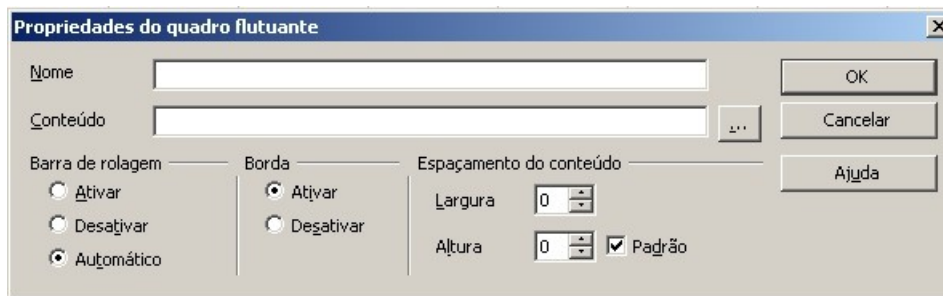 Propriedades do quadro flutuante
Nome
OK
Conteúdo
...
Cancelar
Barra de rolagem
Borda
Espaçamento do conteúdo
Ajuda
Ativar
Ativar
Largura
0
Desativar
Desativar
Altura
0
Padrão
Automático